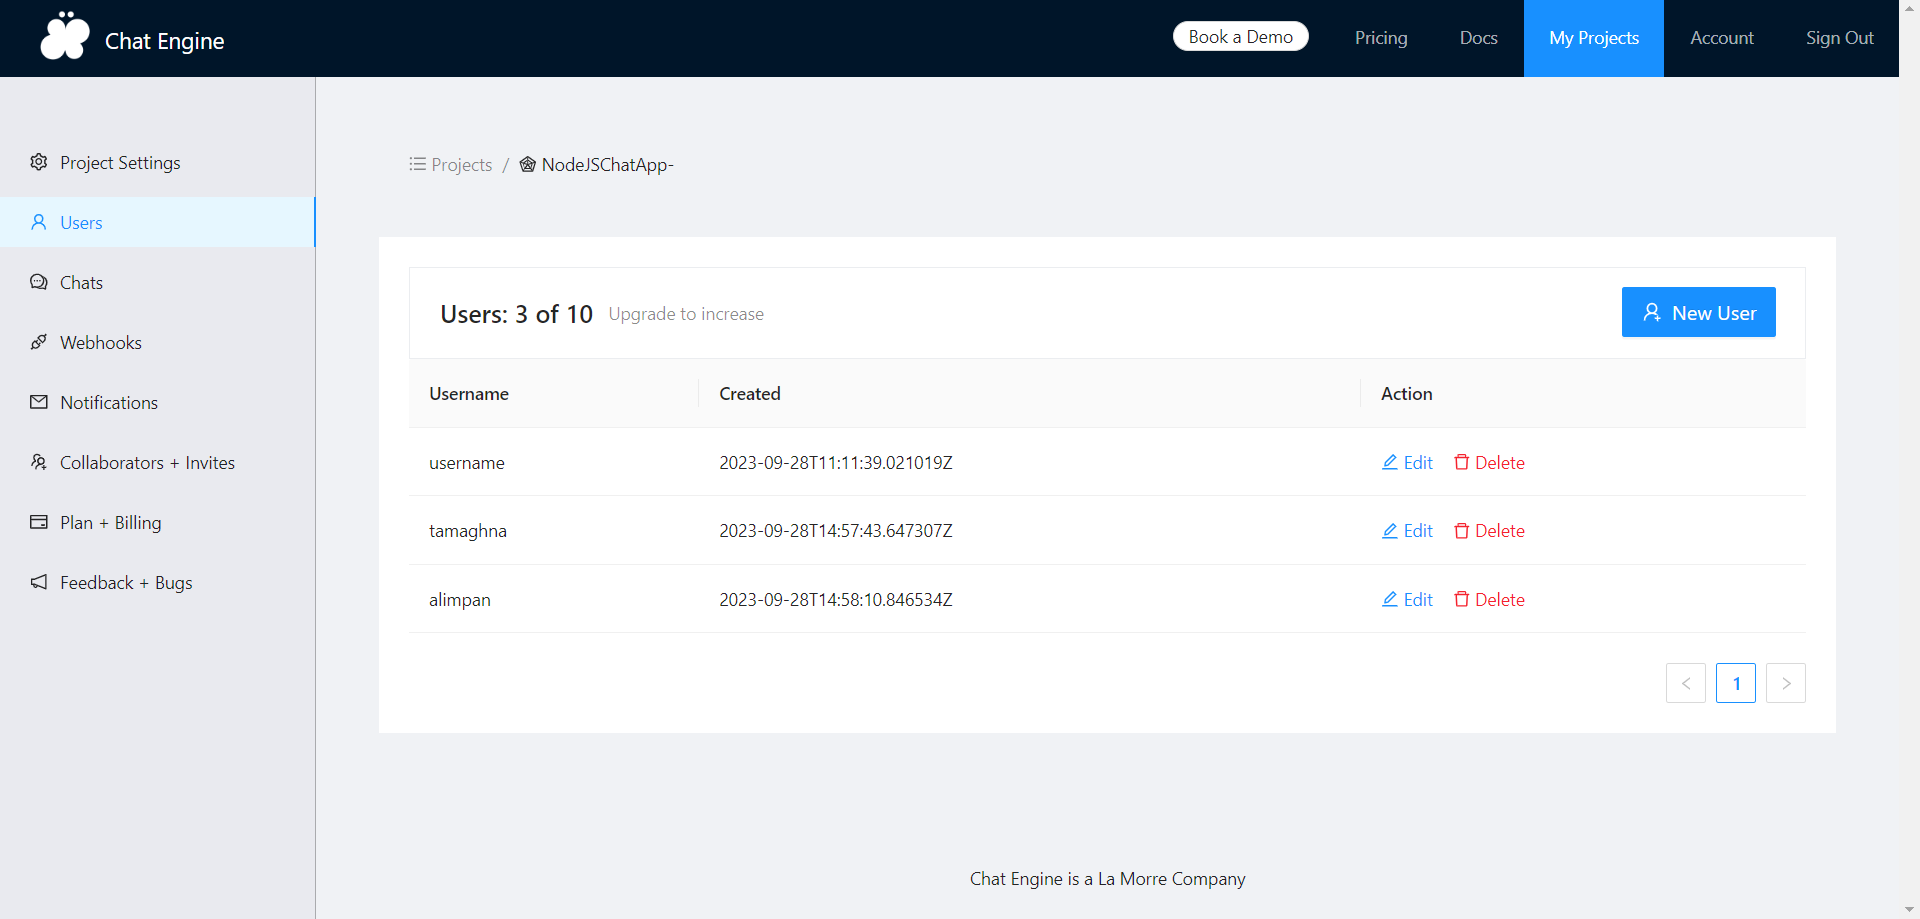 Chat Engine
Book a Demo
Pricing
Docs
My Projects
Account
Sign Out
Project Settings
Users
Chats
Webhooks
Notifications
Collaborators + Invites
Plan + Billing
Feedback + Bugs
Projects / NodeJSChatApp-
Users: 3 of 10 Upgrade to increase
New User
Username Created Action
username 2023-09-28T11:11:39.021019Z Edit Delete
tamaghna 2023-09-28T14:57:43.647307Z Edit Delete
alimpan 2023-09-28T14:58:10.846534Z Edit Delete
< 1 >
Chat Engine is a La Morre Company